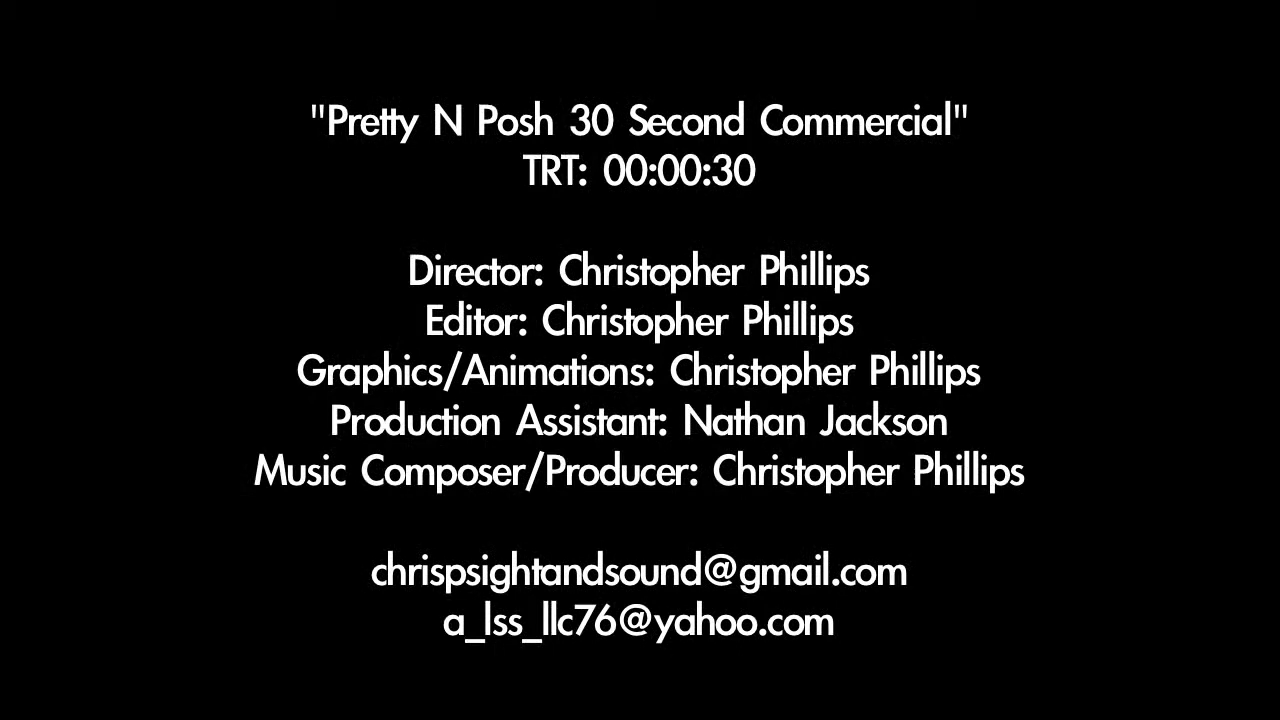 "Pretty N Posh 30 Second Commercial"
TRT: 00:00:30
Director: Christopher Phillips
Editor: Christopher Phillips
Graphics/Animations: Christopher Phillips
Production Assistant: Nathan Jackson
Music Composer/Producer: Christopher Phillips
chrispsightandsound@gmail.com
a_lss_llc76@yahoo.com